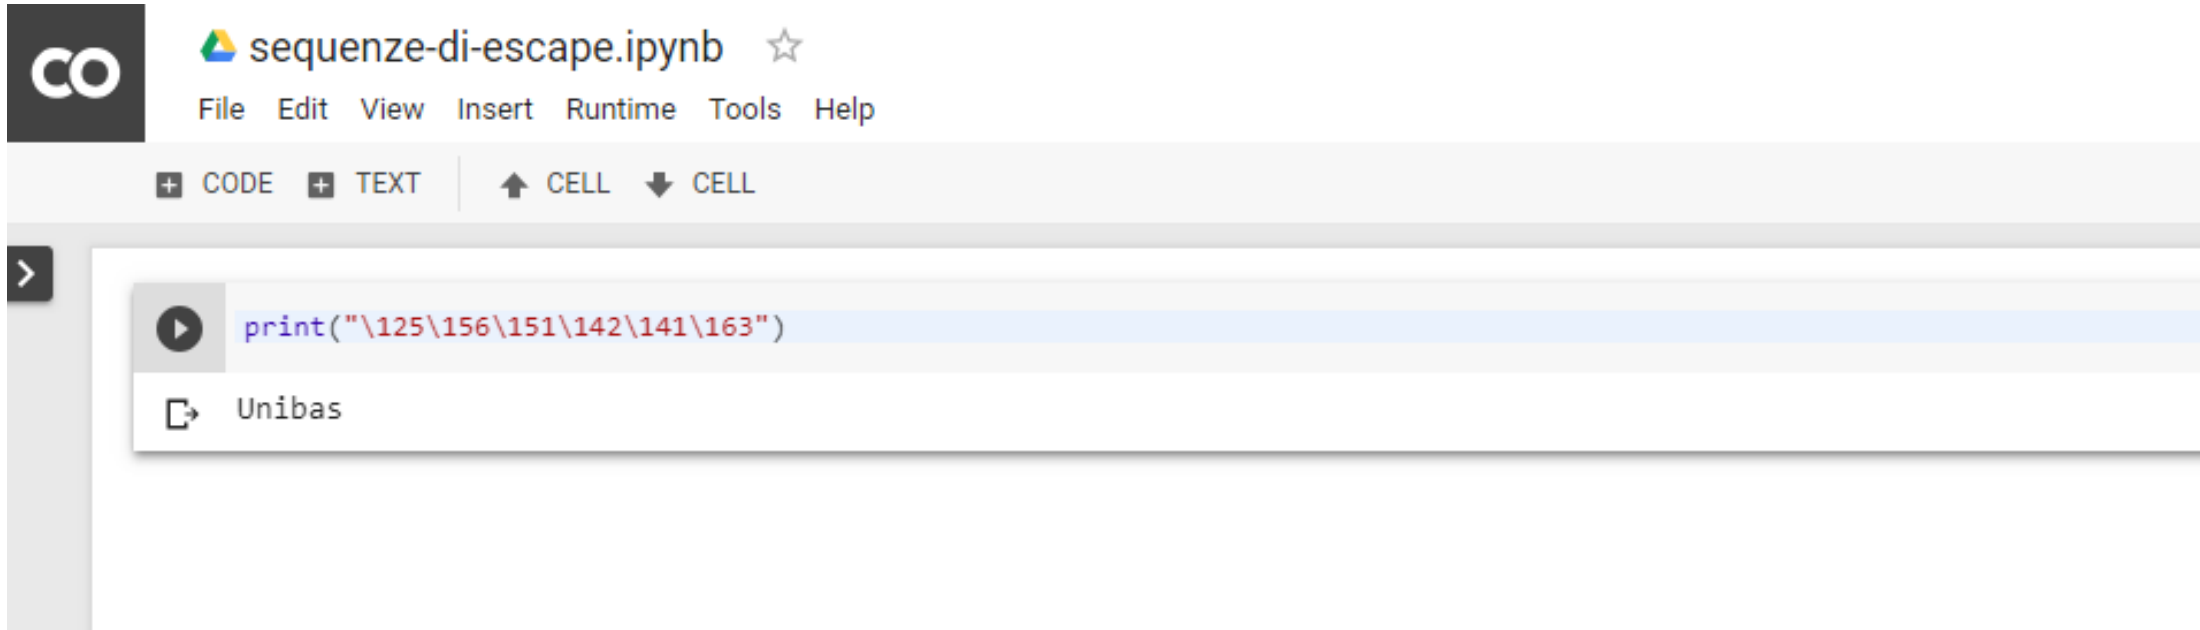 CO
sequenze-di-escape.ipynb
File Edit View Insert Runtime Tools Help
CODE TEXT CELL CELL
print("\125\156\151\142\141\163")
Unibas